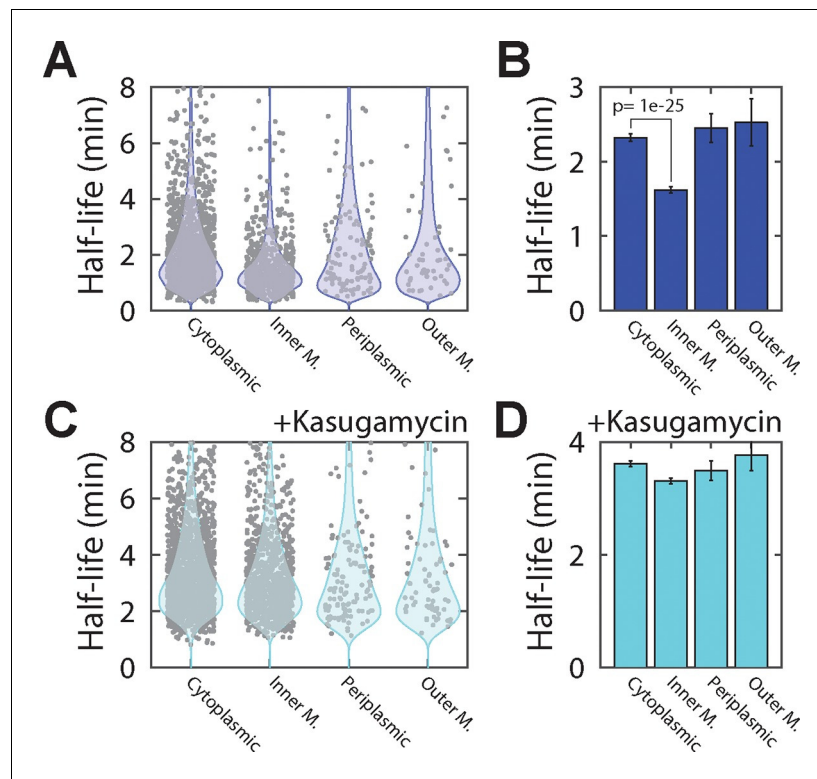 A
Half-life (min)
8
6
4
2
0
Cytoplasmic
Inner M.
Periplasmic
Outer M.
B
Half-life (min)
3
2
1
0
p= 1e-25
Cytoplasmic
Inner M.
Periplasmic
Outer M.
C
+Kasugamycin
Half-life (min)
8
6
4
2
0
Cytoplasmic
Inner M.
Periplasmic
Outer M.
D
+Kasugamycin
Half-life (min)
4
2
0
Cytoplasmic
Inner M.
Periplasmic
Outer M.